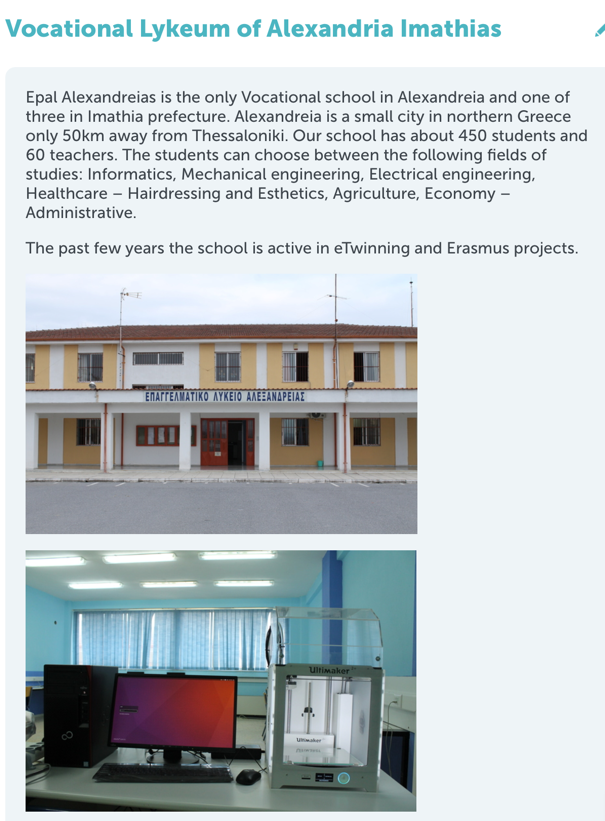 Vocational Lykeum of Alexandria Imathias
Epal Alexandreias is the only Vocational school in Alexandreia and one of
three in Imathia prefecture. Alexandreia is a small city in northern Greece
only 50km away from Thessaloniki. Our school has about 450 students and
60 teachers. The students can choose between the following fields of
studies: Informatics, Mechanical engineering, Electrical engineering,
Healthcare – Hairdressing and Esthetics, Agriculture, Economy –
Administrative.
The past few years the school is active in eTwinning and Erasmus projects.
ΕΠΑΓΓΕΛΜΑΤΙΚΟ ΛΥΚΕΙΟ ΑΛΕΞΑΝΔΡΕΙΑΣ
Ultimaker
Ultimaker